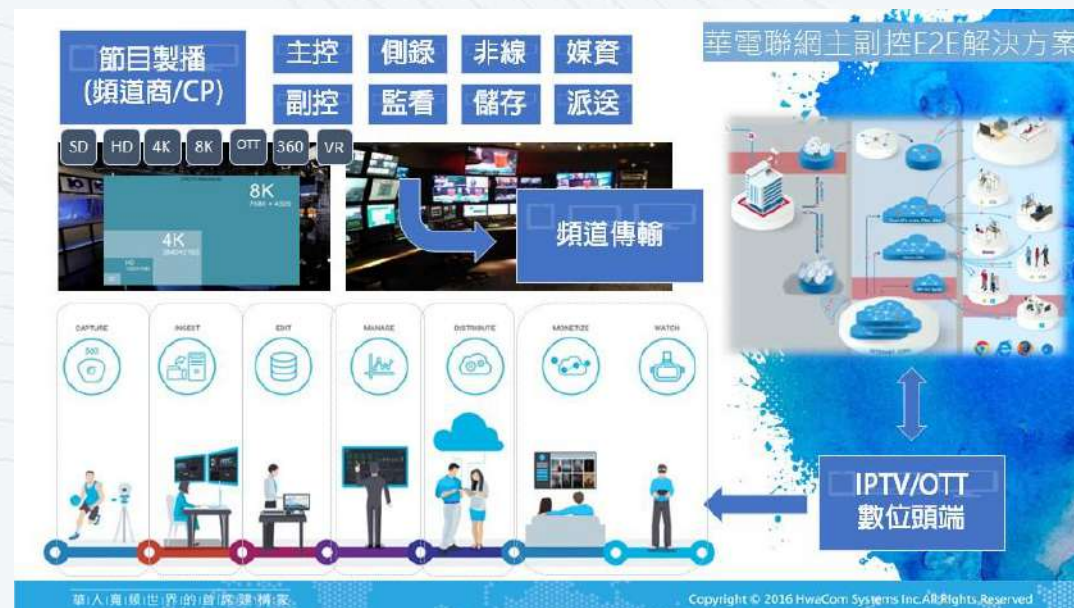 華電聯網主副控E2E解決方案
節目製播
(頻道商/CP)
主控
側錄
非線
媒資
副控
監看
儲存
派送
SD
HD
4K
8K
OTT
360
VR
8K
4K
HD
頻道傳輸
CAPTURE
INGEST
EDIT
MANAGE
DISTRIBUTE
MONETIZE
WATCH
360
IPTV/OTT
數位頭端
華人寬頻世界的首席建構家
Copyright © 2016 HwaCom Systems Inc. All Rights Reserved